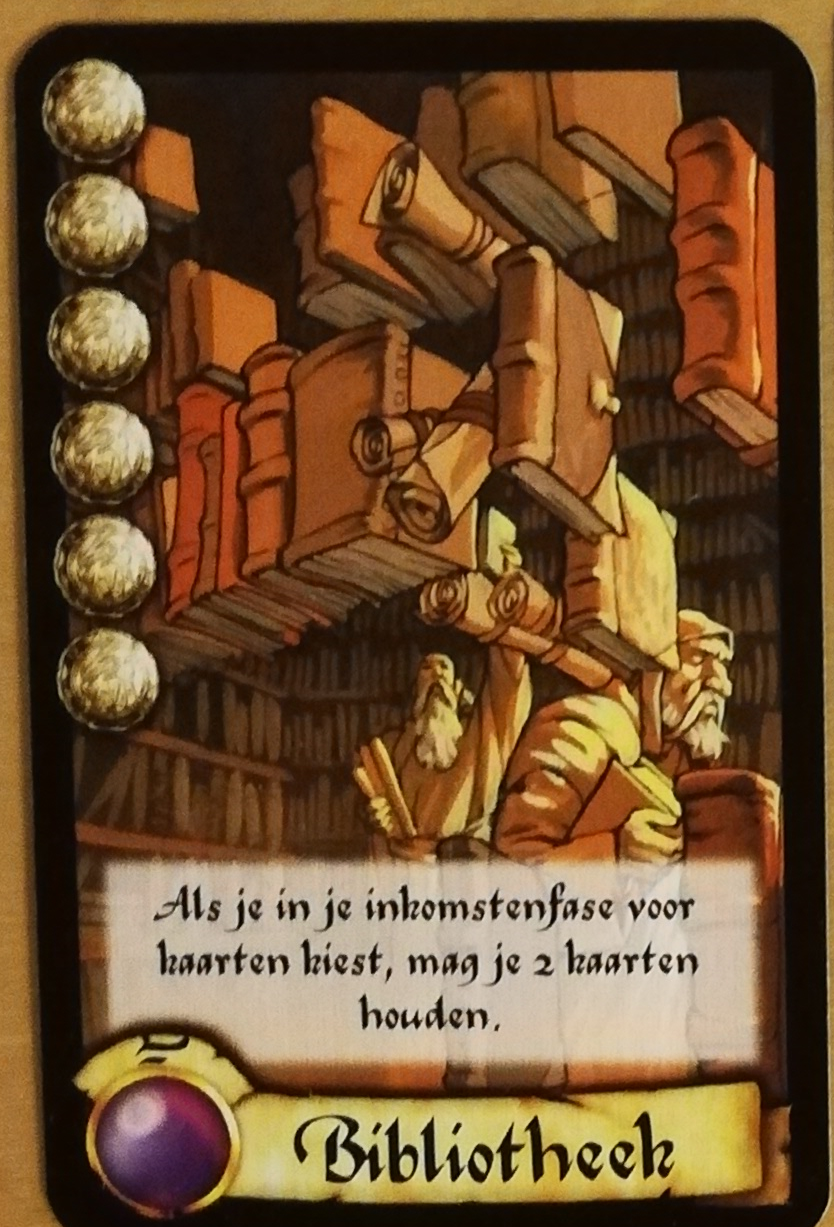 Als je in je inkomstenfase voor
kaarten kiest, mag je 2 kaarten
houden.
Bibliotheek